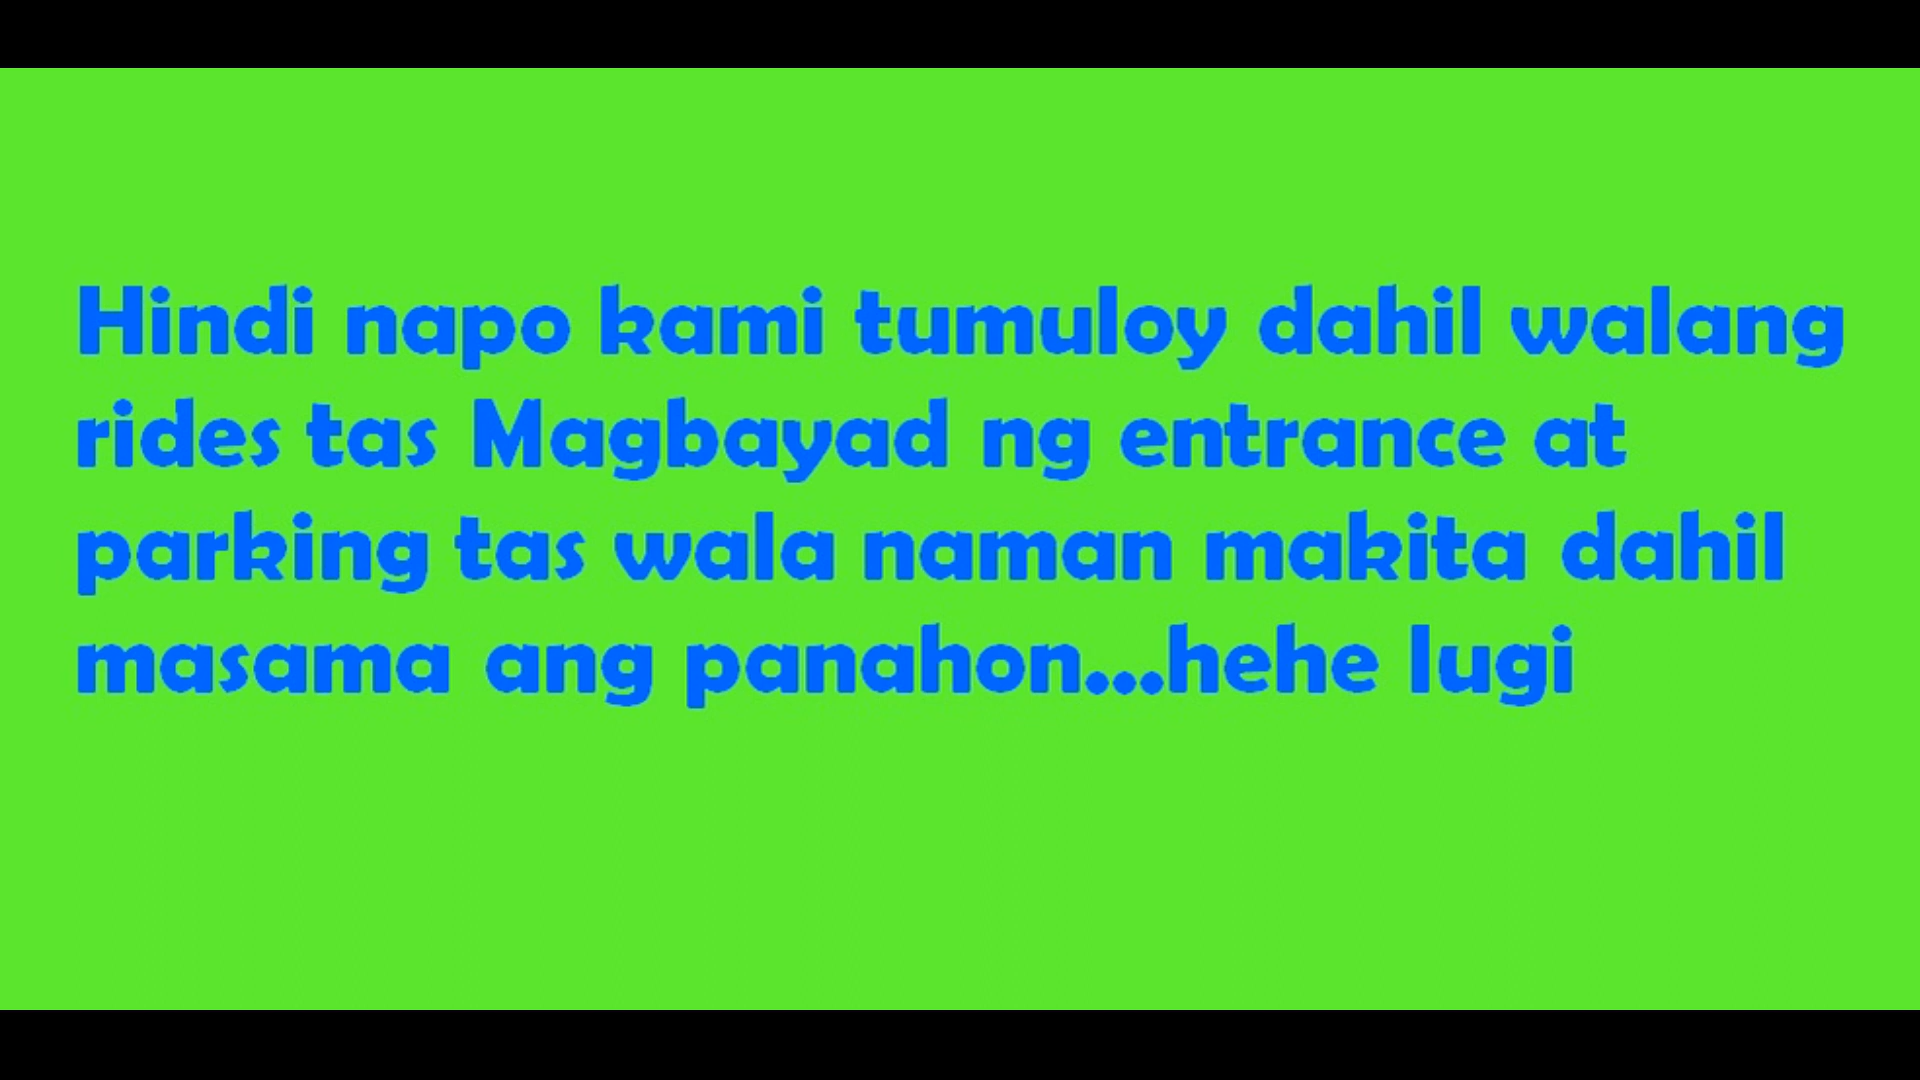 Hindi napo kami tumuloy dahil walang
rides tas Magbayad ng entrance at
parking tas wala naman makita dahil
masama ang panahon...hehe lugi